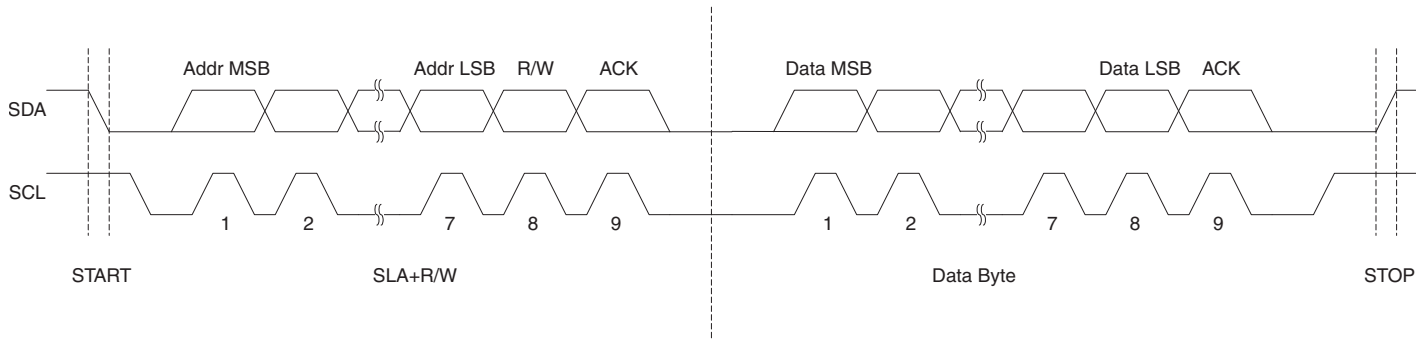 Addr MSB Addr LSB R/W ACK Data MSB Data LSB ACK
SDA
SCL
1 2 7 8 9 1 2 7 8 9
START SLA+R/W Data Byte STOP